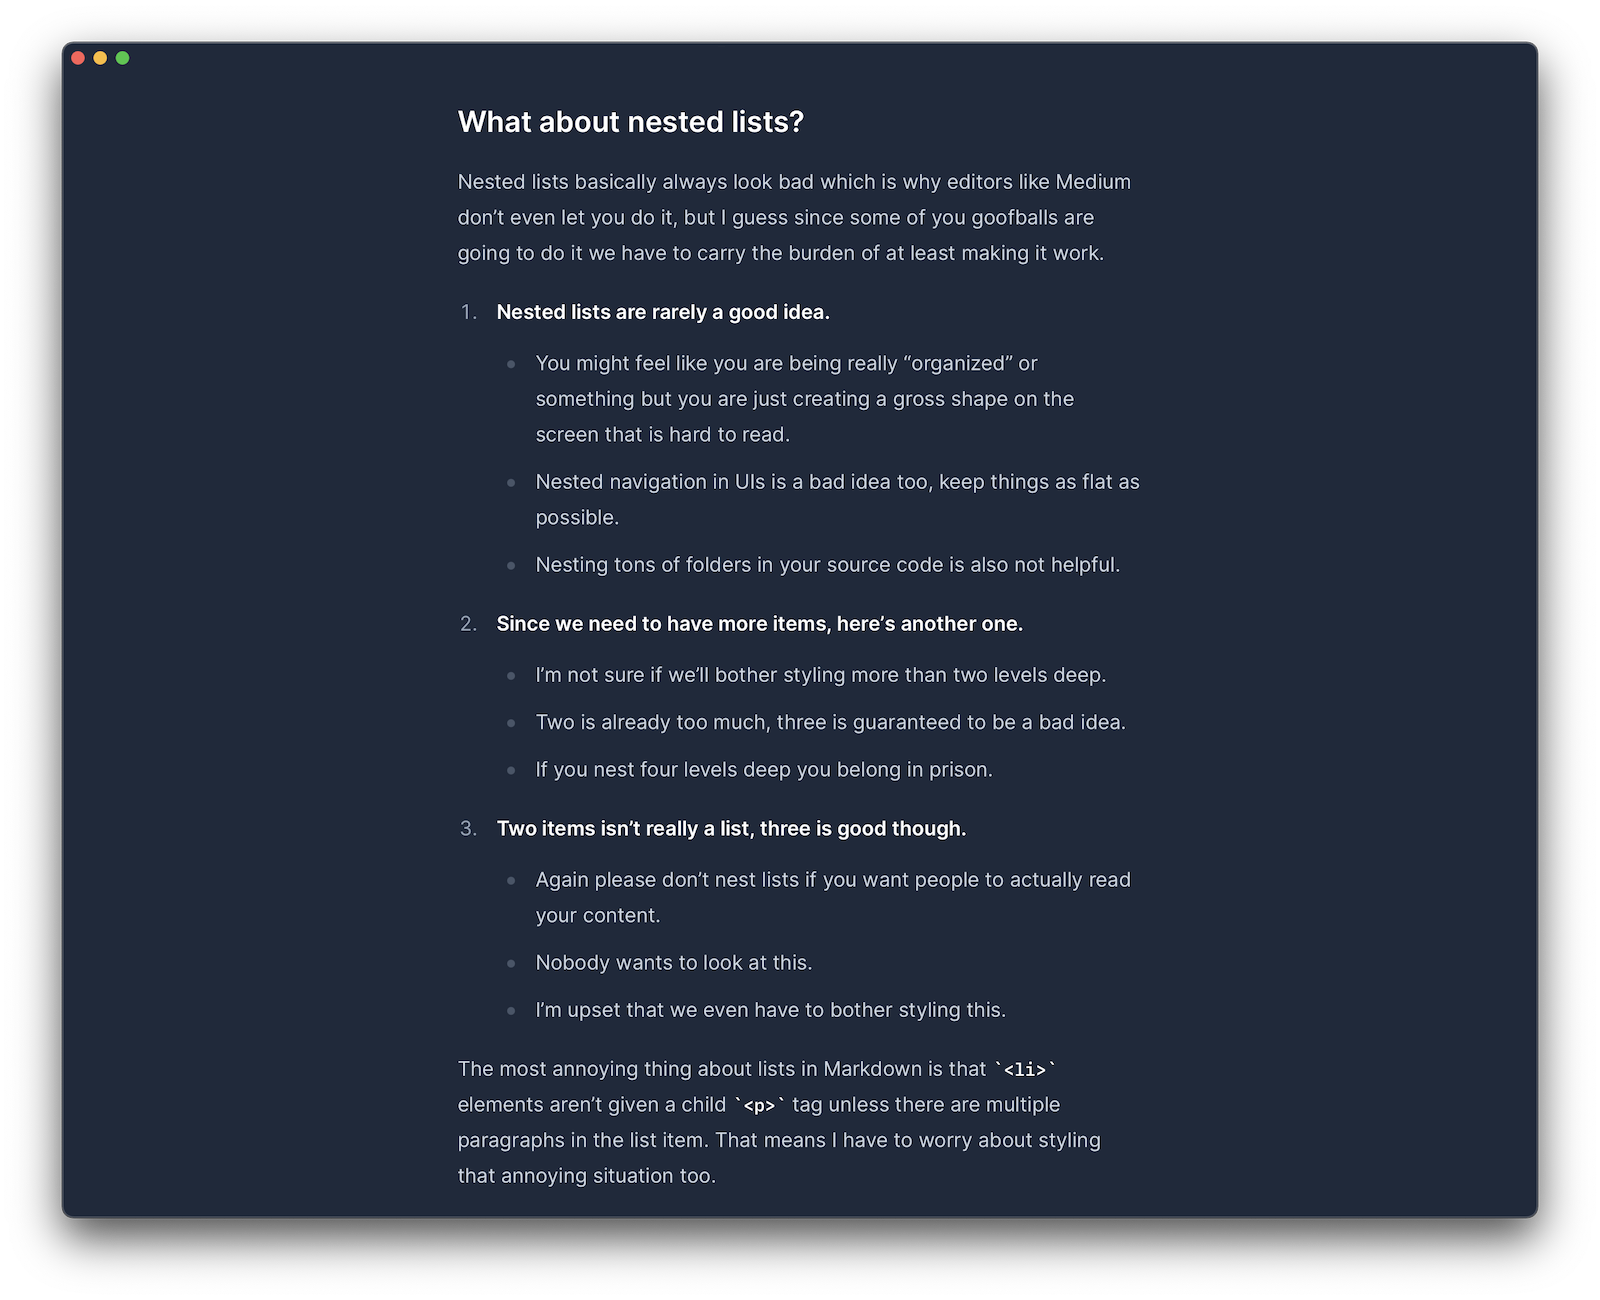 What about nested lists?
Nested lists basically always look bad which is why editors like Medium
don’t even let you do it, but I guess since some of you goofballs are
going to do it we have to carry the burden of at least making it work.
1. Nested lists are rarely a good idea.
• You might feel like you are being really “organized” or
something but you are just creating a gross shape on the
screen that is hard to read.
• Nested navigation in UIs is a bad idea too, keep things as flat as
possible.
• Nesting tons of folders in your source code is also not helpful.
2. Since we need to have more items, here’s another one.
• I’m not sure if we’ll bother styling more than two levels deep.
• Two is already too much, three is guaranteed to be a bad idea.
• If you nest four levels deep you belong in prison.
3. Two items isn’t really a list, three is good though.
• Again please don’t nest lists if you want people to actually read
your content.
• Nobody wants to look at this.
• I’m upset that we even have to bother styling this.
The most annoying thing about lists in Markdown is that `<li>`
elements aren’t given a child `<p>` tag unless there are multiple
paragraphs in the list item. That means I have to worry about styling
that annoying situation too.